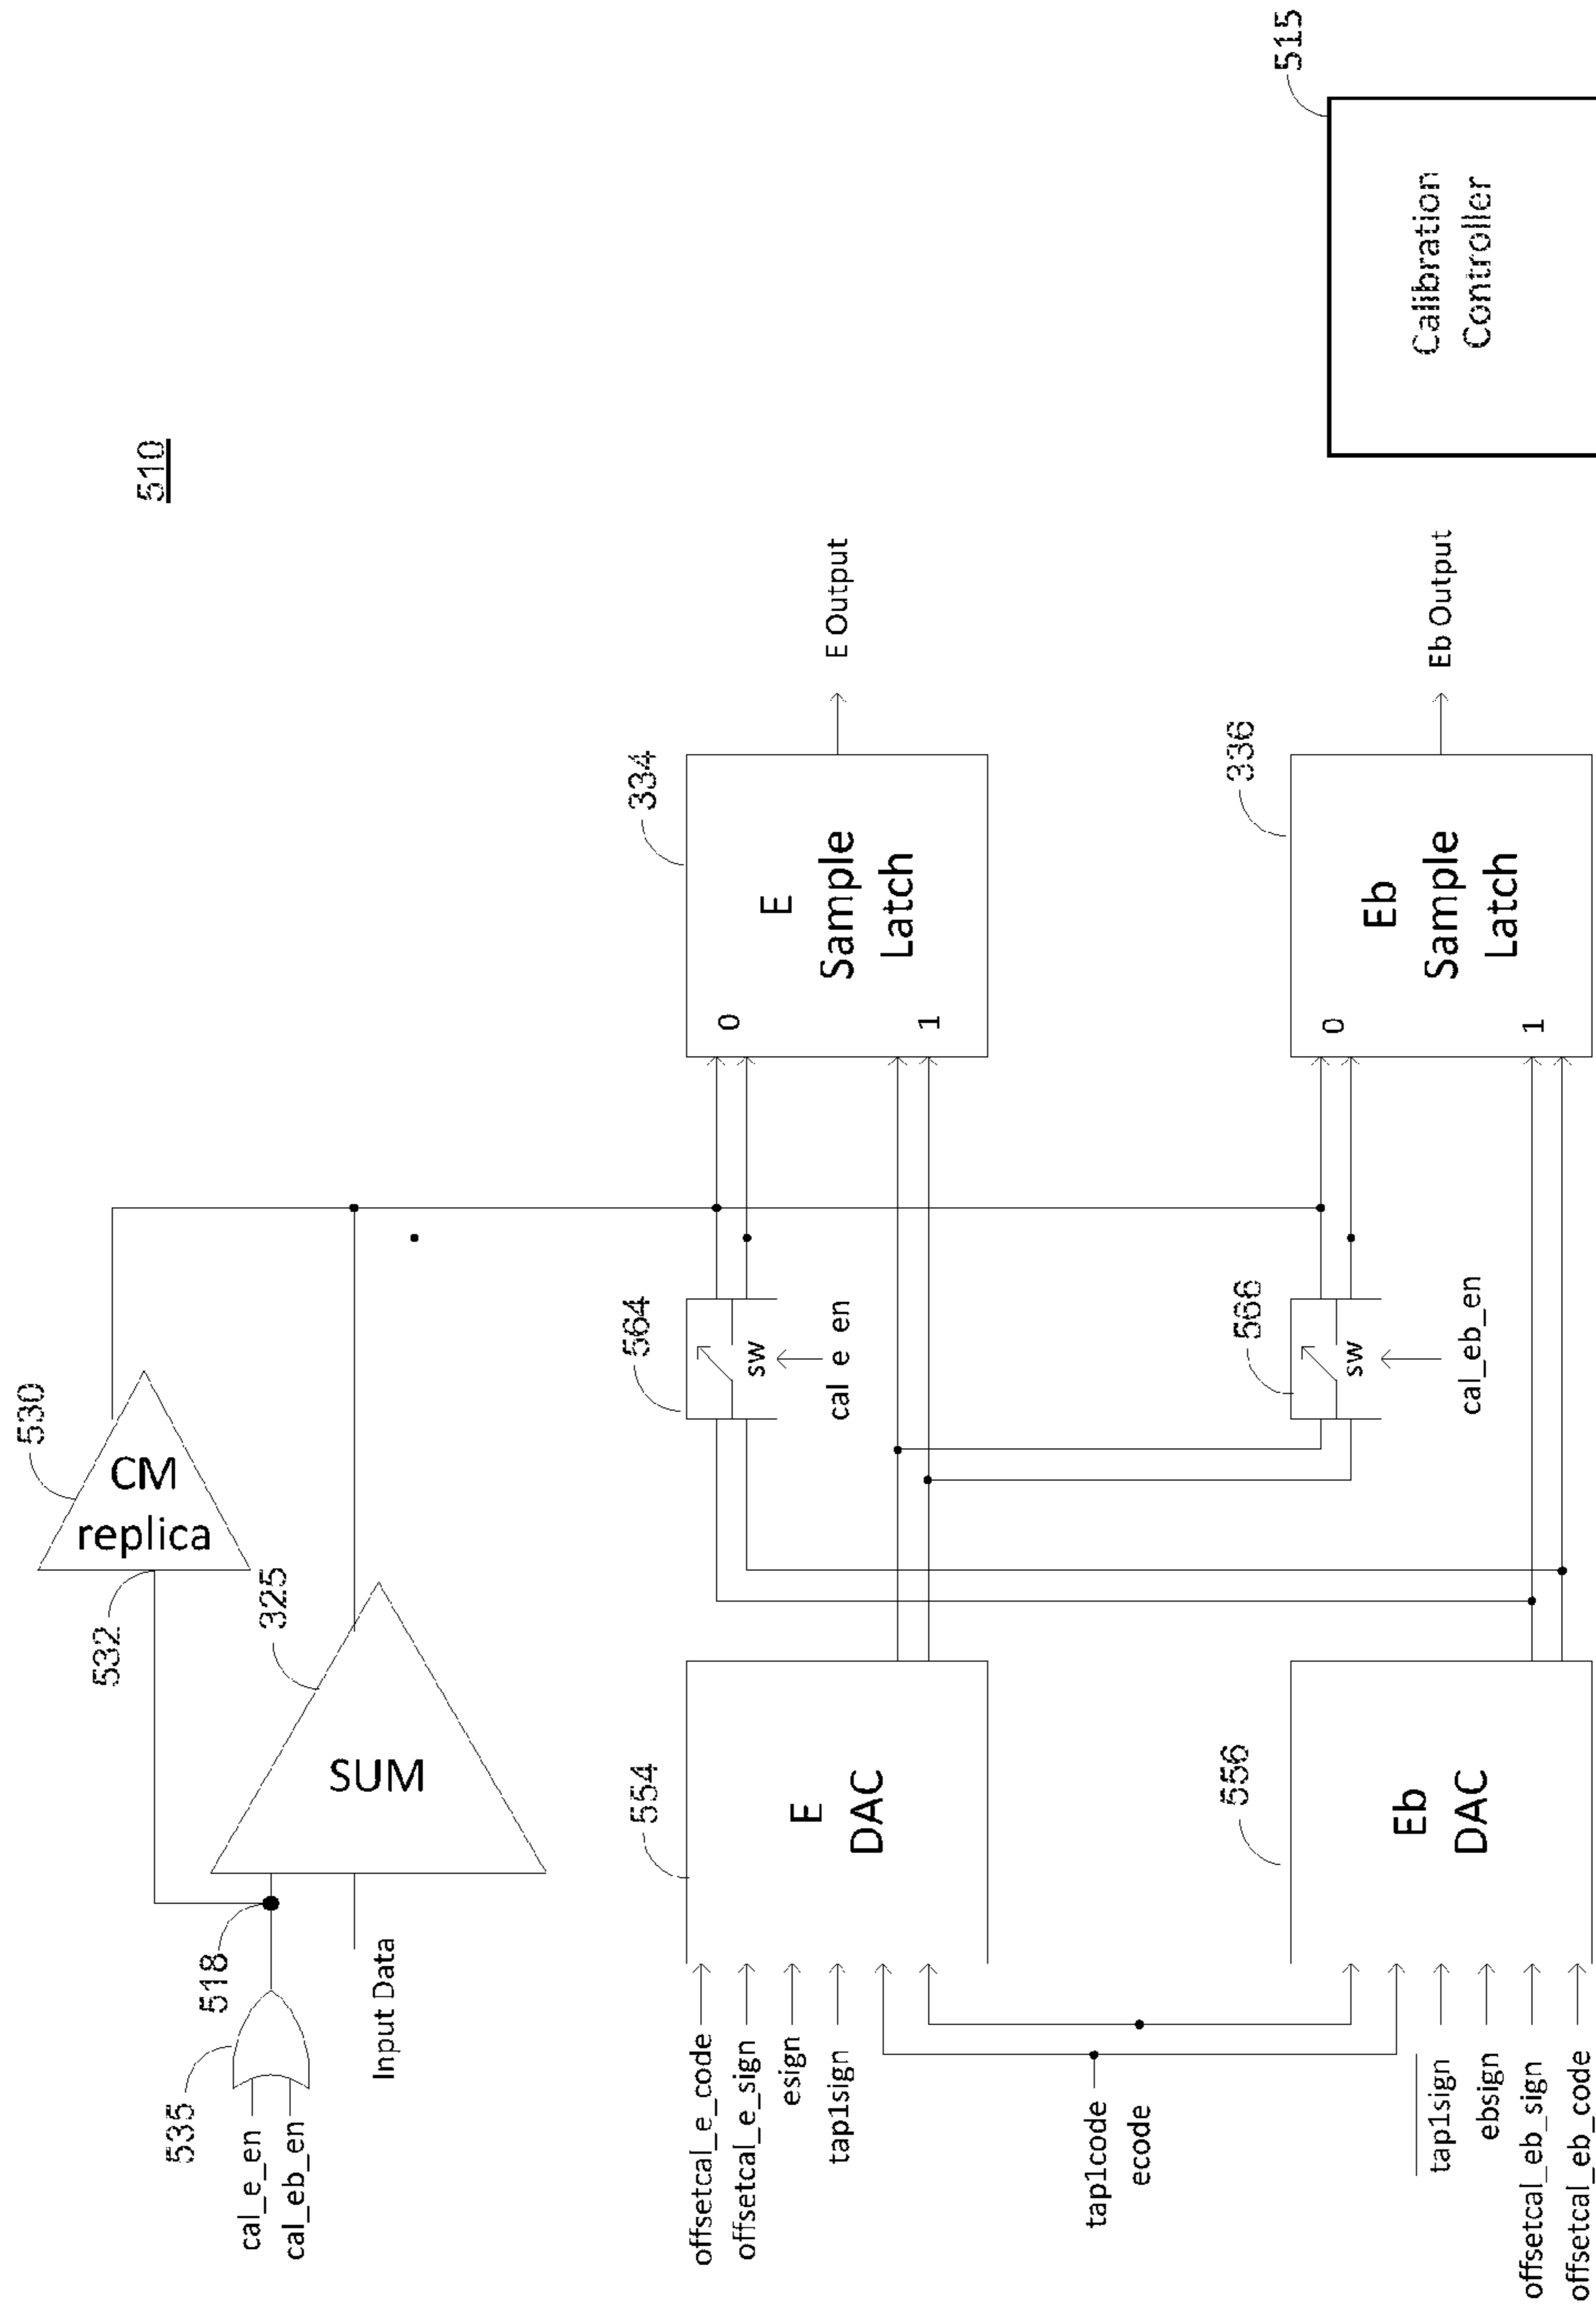 510
530
CM
replica
532
325
SUM
535
518
cal_e_en
cal_eb_en
Input Data
564
sw
cal e en
334
E
Sample
Latch
0
1
E Output
554
E
DAC
offsetcal_e_code
offsetcal_e_sign
esign
tap1sign
tap1code
ecode
566
sw
cal_eb_en
336
Eb
Sample
Latch
0
1
Eb Output
556
Eb
DAC
tap1sign
ebsign
offsetcal_eb_sign
offsetcal_eb_code
515
Calibration
Controller